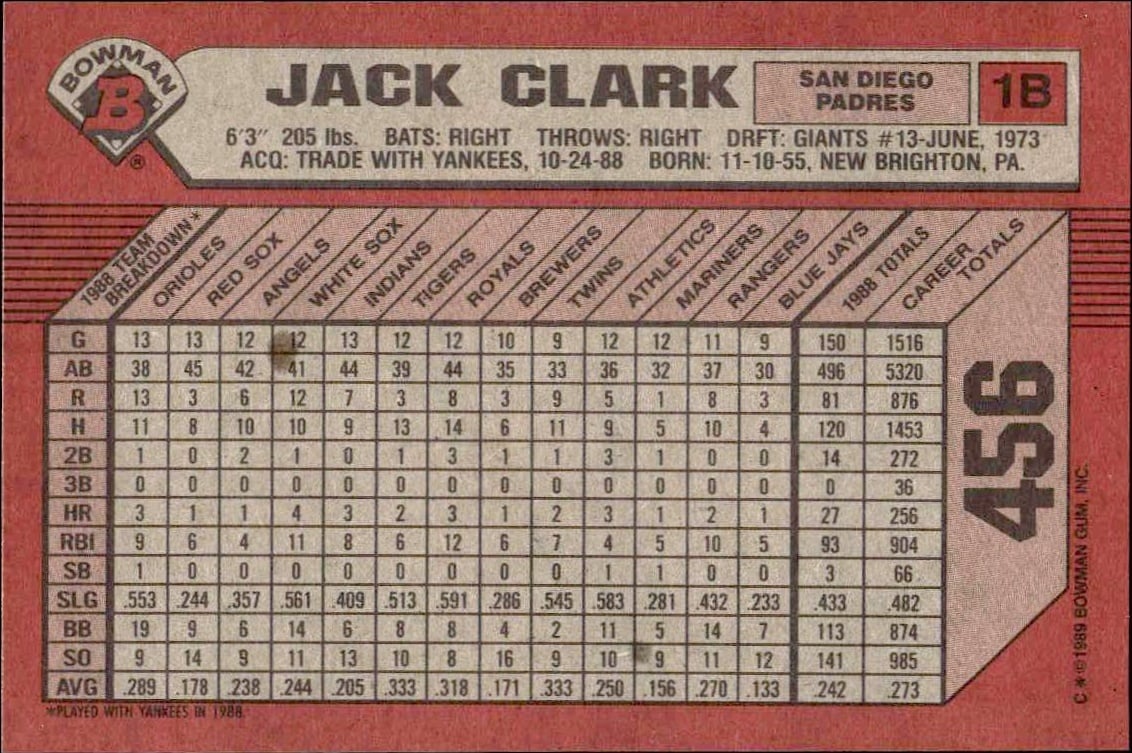 BOWMAN
B
®
JACK CLARK
SAN DIEGO
PADRES
1B
6'3" 205 lbs. BATS: RIGHT THROWS: RIGHT DRFT: GIANTS #13-JUNE, 1973
ACQ: TRADE WITH YANKEES, 10-24-88 BORN: 11-10-55, NEW BRIGHTON, PA.
1988 TEAM BREAKDOWN* ORIOLES RED SOX ANGELS WHITE SOX INDIANS TIGERS ROYALS BREWERS TWINS ATHLETICS MARINERS RANGERS BLUE JAYS 1988 TOTALS CAREER TOTALS
G 13 13 12 12 13 12 12 10 9 12 12 11 9 150 1516
AB 38 45 42 41 44 39 44 35 33 36 32 37 30 496 5320
R 13 3 6 12 7 3 8 3 9 5 1 8 3 81 876
H 11 8 10 10 9 13 14 6 11 9 5 10 4 120 1453
2B 1 0 2 1 0 1 3 1 1 3 1 0 0 14 272
3B 0 0 0 0 0 0 0 0 0 0 0 0 0 0 36
HR 3 1 1 4 3 2 3 1 2 3 1 2 1 27 256
RBI 9 6 4 11 8 6 12 6 7 4 5 10 5 93 904
SB 1 0 0 0 0 0 0 0 0 1 1 0 0 3 66
SLG .553 .244 .357 .561 .409 .513 .591 .286 .545 .583 .281 .432 .233 .433 .482
BB 19 9 6 14 6 8 8 4 2 11 5 14 7 113 874
SO 9 14 9 11 13 10 8 16 9 10 9 11 12 141 985
AVG .289 .178 .238 .244 .205 .333 .318 .171 .333 .250 .156 .270 .133 .242 .273
*PLAYED WITH YANKEES IN 1988.
456
C * © 1989 BOWMAN GUM, INC.